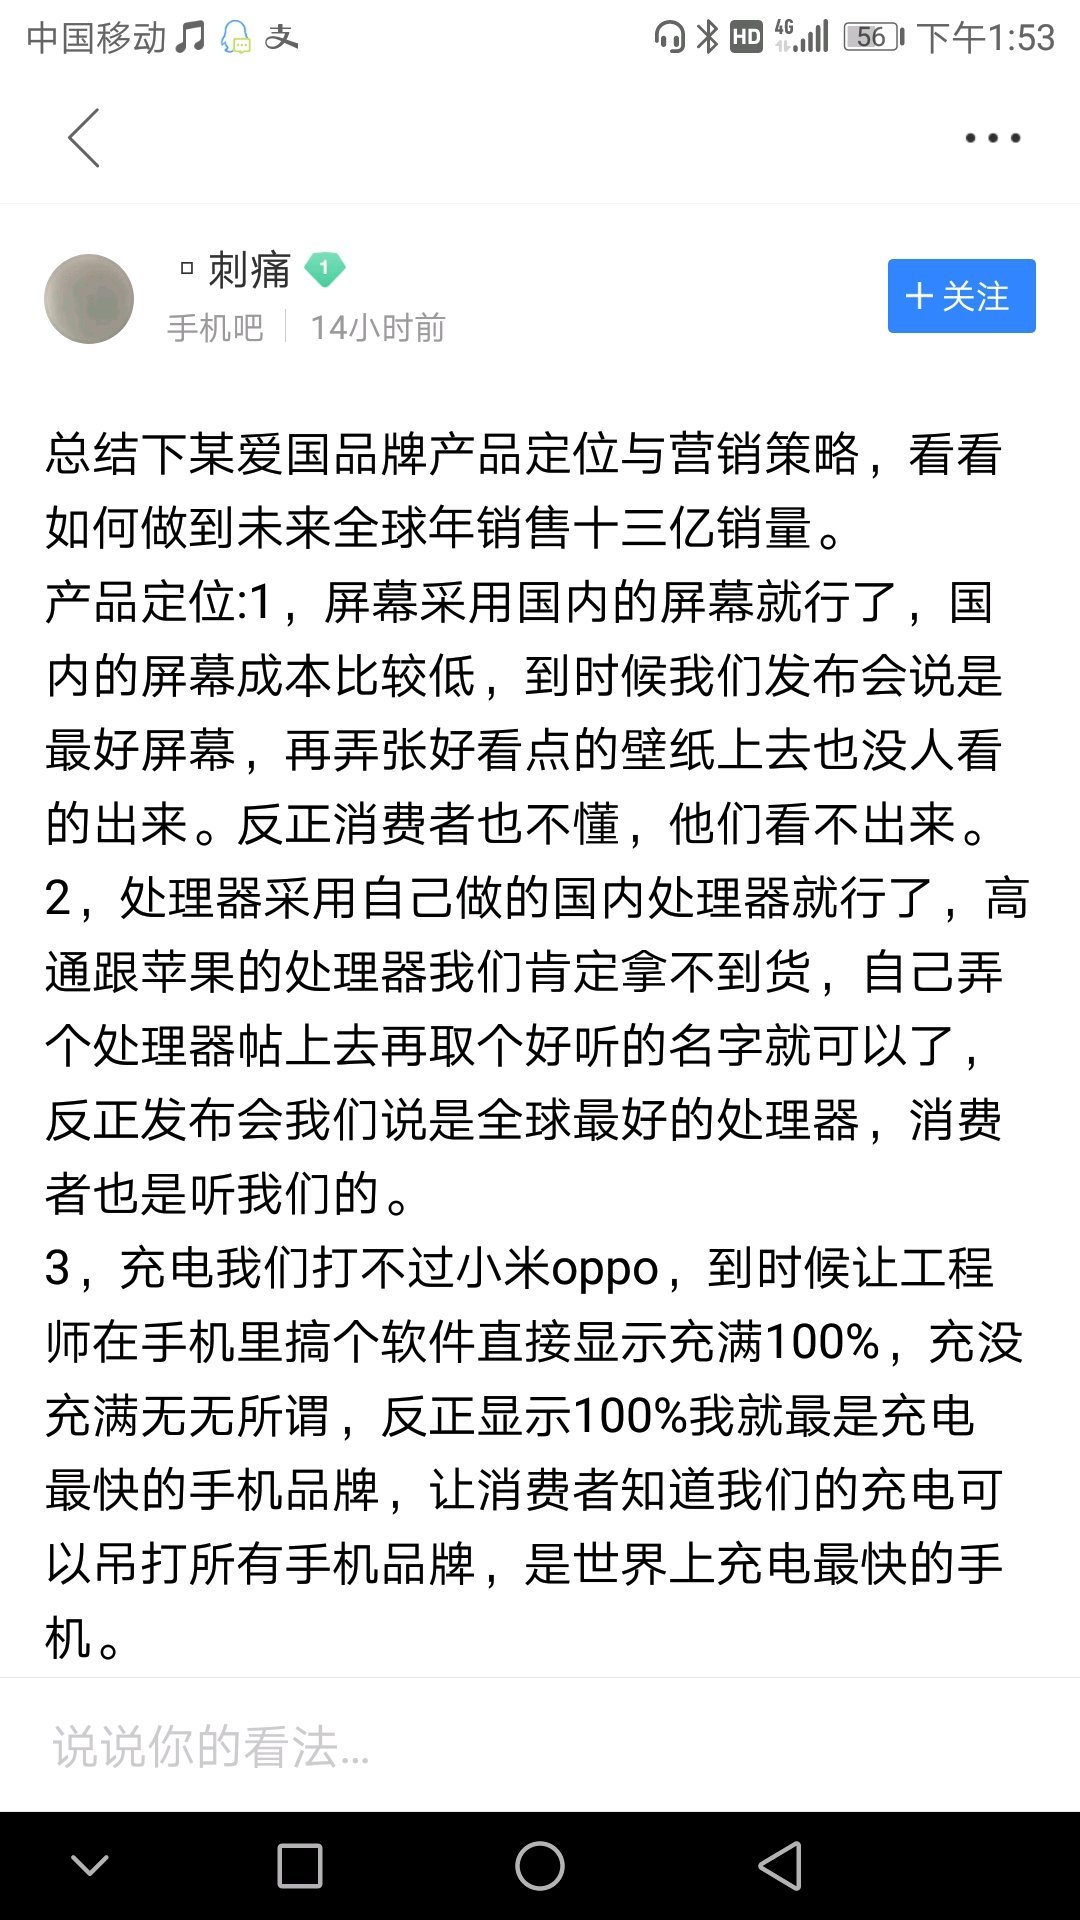 中国移动 HD 4G 56 下午1:53
刺痛 1
手机吧 14小时前
+关注
总结下某爱国品牌产品定位与营销策略，看看
如何做到未来全球年销售十三亿销量。
产品定位:1，屏幕采用国内的屏幕就行了，国
内的屏幕成本比较低，到时候我们发布会说是
最好屏幕，再弄张好看点的壁纸上去也没人看
的出来。反正消费者也不懂，他们看不出来。
2，处理器采用自己做的国内处理器就行了，高
通跟苹果的处理器我们肯定拿不到货，自己弄
个处理器帖上去再取个好听的名字就可以了，
反正发布会我们说是全球最好的处理器，消费
者也是听我们的。
3，充电我们打不过小米oppo，到时候让工程
师在手机里搞个软件直接显示充满100%，充没
充满无无所谓，反正显示100%我就最是充电
最快的手机品牌，让消费者知道我们的充电可
以吊打所有手机品牌，是世界上充电最快的手
机。
说说你的看法...